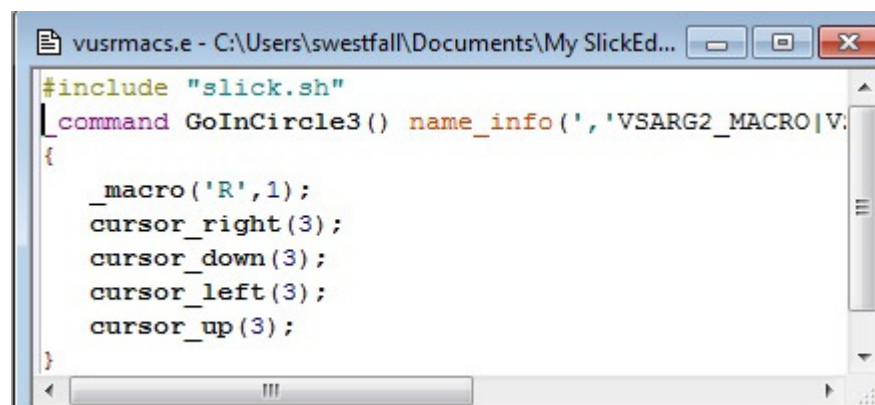 vusrmacs.e - C:\Users\swestfall\Documents\My SlickEd...
#include "slick.sh"
_command GoInCircle3() name_info(','VSARG2_MACRO|V
{
_macro('R',1);
cursor_right(3);
cursor_down(3);
cursor_left(3);
cursor_up(3);
}